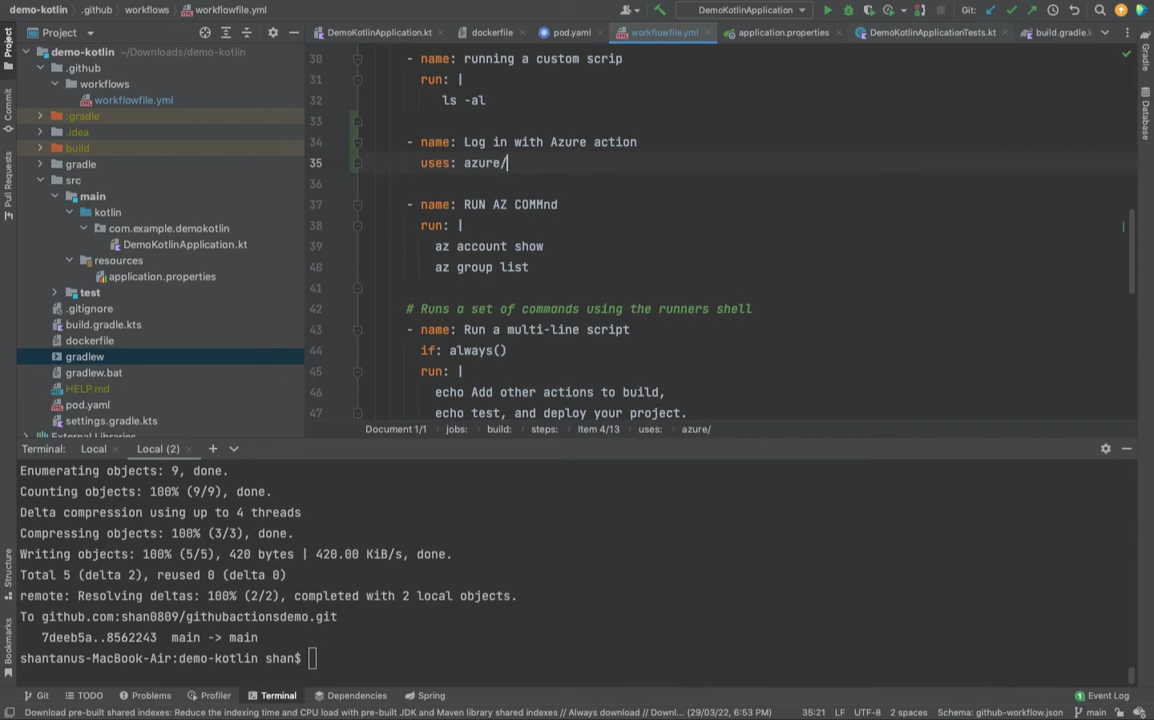 demo-kotlin
.github
workflows
workflowfile.yml
DemoKotlinApplication
Git:
Project
DemoKotlinApplication.kt
dockerfile
pod.yaml
workflowfile.yml
application.properties
DemoKotlinApplicationTests.kt
build.gradle.k
Project
Commit
Pull Requests
Structure
Bookmarks
Gradle
Database
demo-kotlin ~/Downloads/demo-kotlin
.github
workflows
workflowfile.yml
.gradle
.idea
build
gradle
src
main
kotlin
com.example.demokotlin
DemoKotlinApplication.kt
resources
application.properties
test
.gitignore
build.gradle.kts
dockerfile
gradlew
gradlew.bat
HELP.md
pod.yaml
settings.gradle.kts
External Libraries
30 - name: running a custom scrip
31 run: |
32 ls -al
33
34 - name: Log in with Azure action
35 uses: azure/
36
37 - name: RUN AZ COMMnd
38 run: |
39 az account show
40 az group list
41
42 # Runs a set of commands using the runners shell
43 - name: Run a multi-line script
44 if: always()
45 run: |
46 echo Add other actions to build,
47 echo test, and deploy your project.
Document 1/1 jobs: build: steps: Item 4/13 uses: azure/
Terminal: Local Local (2)
Enumerating objects: 9, done.
Counting objects: 100% (9/9), done.
Delta compression using up to 4 threads
Compressing objects: 100% (3/3), done.
Writing objects: 100% (5/5), 420 bytes | 420.00 KiB/s, done.
Total 5 (delta 2), reused 0 (delta 0)
remote: Resolving deltas: 100% (2/2), completed with 2 local objects.
To github.com:shan0809/githubactionsdemo.git
7deeb5a..8562243 main -> main
shantanus-MacBook-Air:demo-kotlin shan$
Git TODO Problems Profiler Terminal Dependencies Spring 1 Event Log
Download pre-built shared indexes: Reduce the indexing time and CPU load with pre-built JDK and Maven library shared indexes // Always download // Downl... (29/03/22, 6:53 PM) 35:21 LF UTF-8 2 spaces Schema: github-workflow.json main